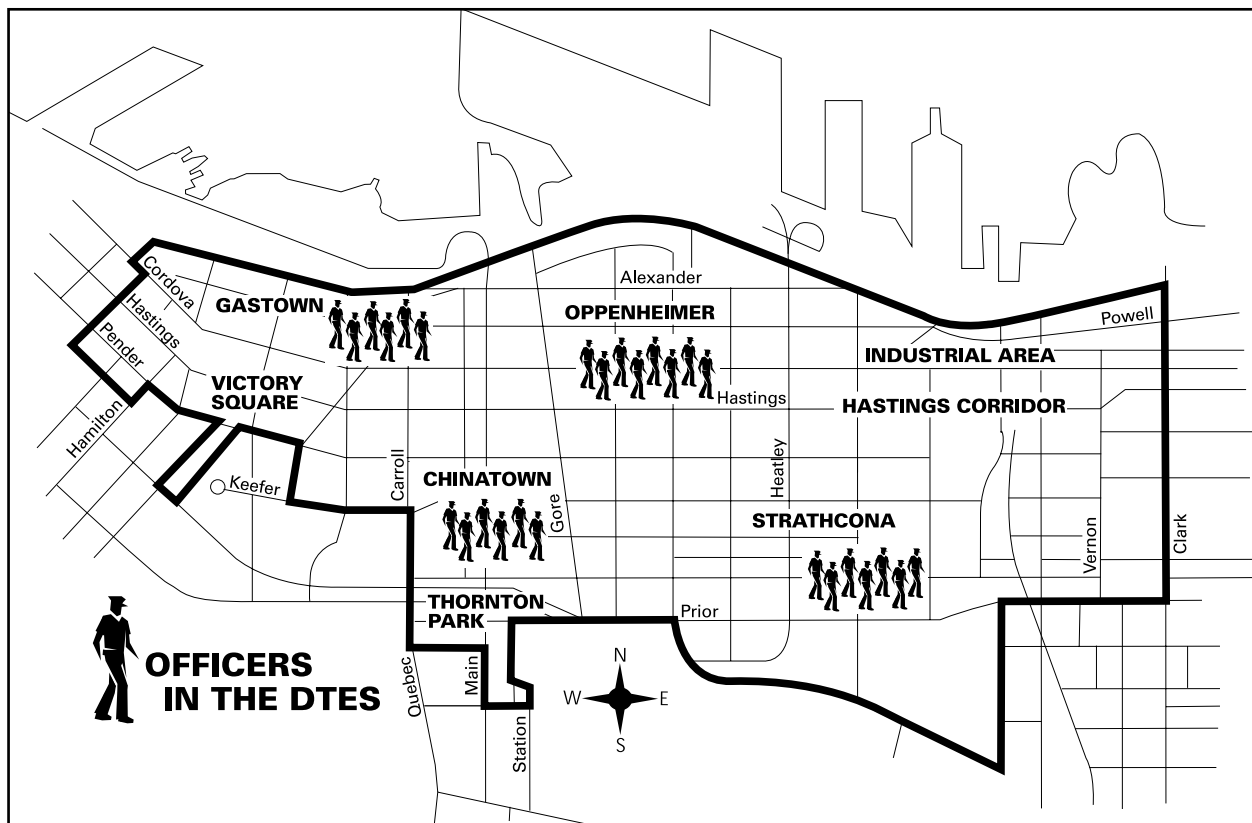 Alexander
Cordova
GASTOWN
OPPENHEIMER
Powell
Hastings
INDUSTRIAL AREA
Pender
VICTORY
SQUARE
Hastings
HASTINGS CORRIDOR
Hamilton
Keefer
Carroll
CHINATOWN
Gore
Heatley
STRATHCONA
Vernon
Clark
THORNTON
PARK
Prior
OFFICERS
IN THE DTES
Quebec
Main
Station
N
W
E
S